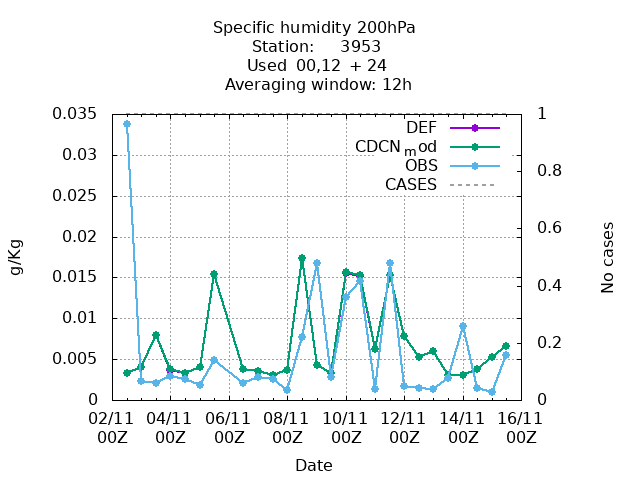 Specific humidity 200hPa
Station: 3953
Used 00,12 + 24
Averaging window: 12h
0.035
0.03
0.025
0.02
0.015
0.01
0.005
0
1
0.8
0.6
0.4
0.2
0
g/Kg
No cases
DEF
CDCNmod
OBS
CASES
02/11 04/11 06/11 08/11 10/11 12/11 14/11 16/11
00Z 00Z 00Z 00Z 00Z 00Z 00Z 00Z
Date